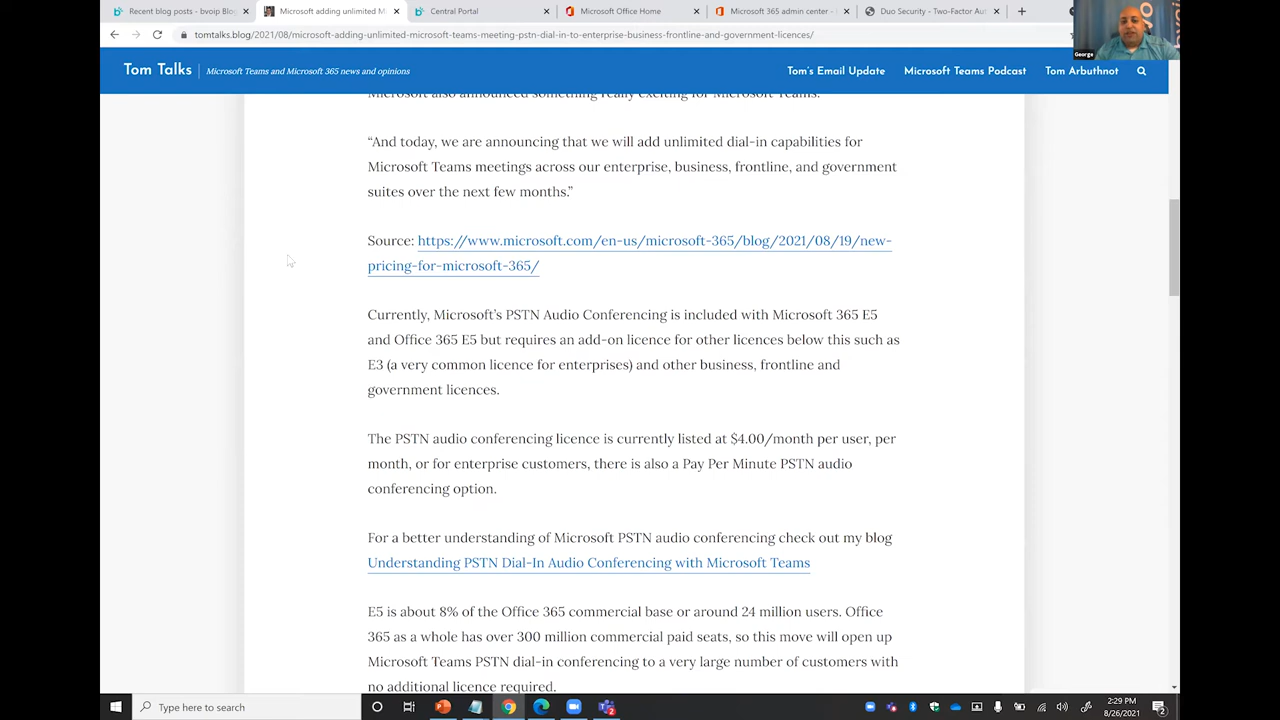 Recent blog posts - bvoip Blog
Microsoft adding unlimited M
Central Portal
Microsoft Office Home
Microsoft 365 admin center -
Duo Security - Two-Factor Aut
tomtalks.blog/2021/08/microsoft-adding-unlimited-microsoft-teams-meeting-pstn-dial-in-to-enterprise-business-frontline-and-government-licences/
George
Tom Talks
Microsoft Teams and Microsoft 365 news and opinions
Tom's Email Update
Microsoft Teams Podcast
Tom Arbuthnot
Microsoft also announced something really exciting for Microsoft Teams.
“And today, we are announcing that we will add unlimited dial-in capabilities for
Microsoft Teams meetings across our enterprise, business, frontline, and government
suites over the next few months.”
Source: https://www.microsoft.com/en-us/microsoft-365/blog/2021/08/19/new-
pricing-for-microsoft-365/
Currently, Microsoft’s PSTN Audio Conferencing is included with Microsoft 365 E5
and Office 365 E5 but requires an add-on licence for other licences below this such as
E3 (a very common licence for enterprises) and other business, frontline and
government licences.
The PSTN audio conferencing licence is currently listed at $4.00/month per user, per
month, or for enterprise customers, there is also a Pay Per Minute PSTN audio
conferencing option.
For a better understanding of Microsoft PSTN audio conferencing check out my blog
Understanding PSTN Dial-In Audio Conferencing with Microsoft Teams
E5 is about 8% of the Office 365 commercial base or around 24 million users. Office
365 as a whole has over 300 million commercial paid seats, so this move will open up
Microsoft Teams PSTN dial-in conferencing to a very large number of customers with
no additional licence required.
Type here to search
2:29 PM
8/26/2021
2